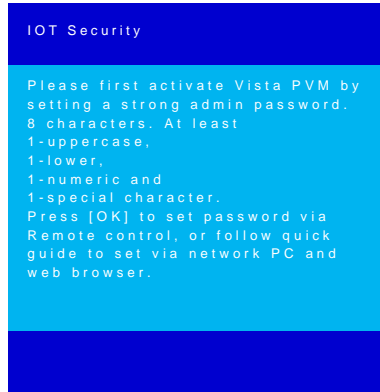 IOT Security
Please first activate Vista PVM by
setting a strong admin password.
8 characters. At least
1-uppercase,
1-lower,
1-numeric and
1-special character.
Press [OK] to set password via
Remote control, or follow quick
guide to set via network PC and
web browser.